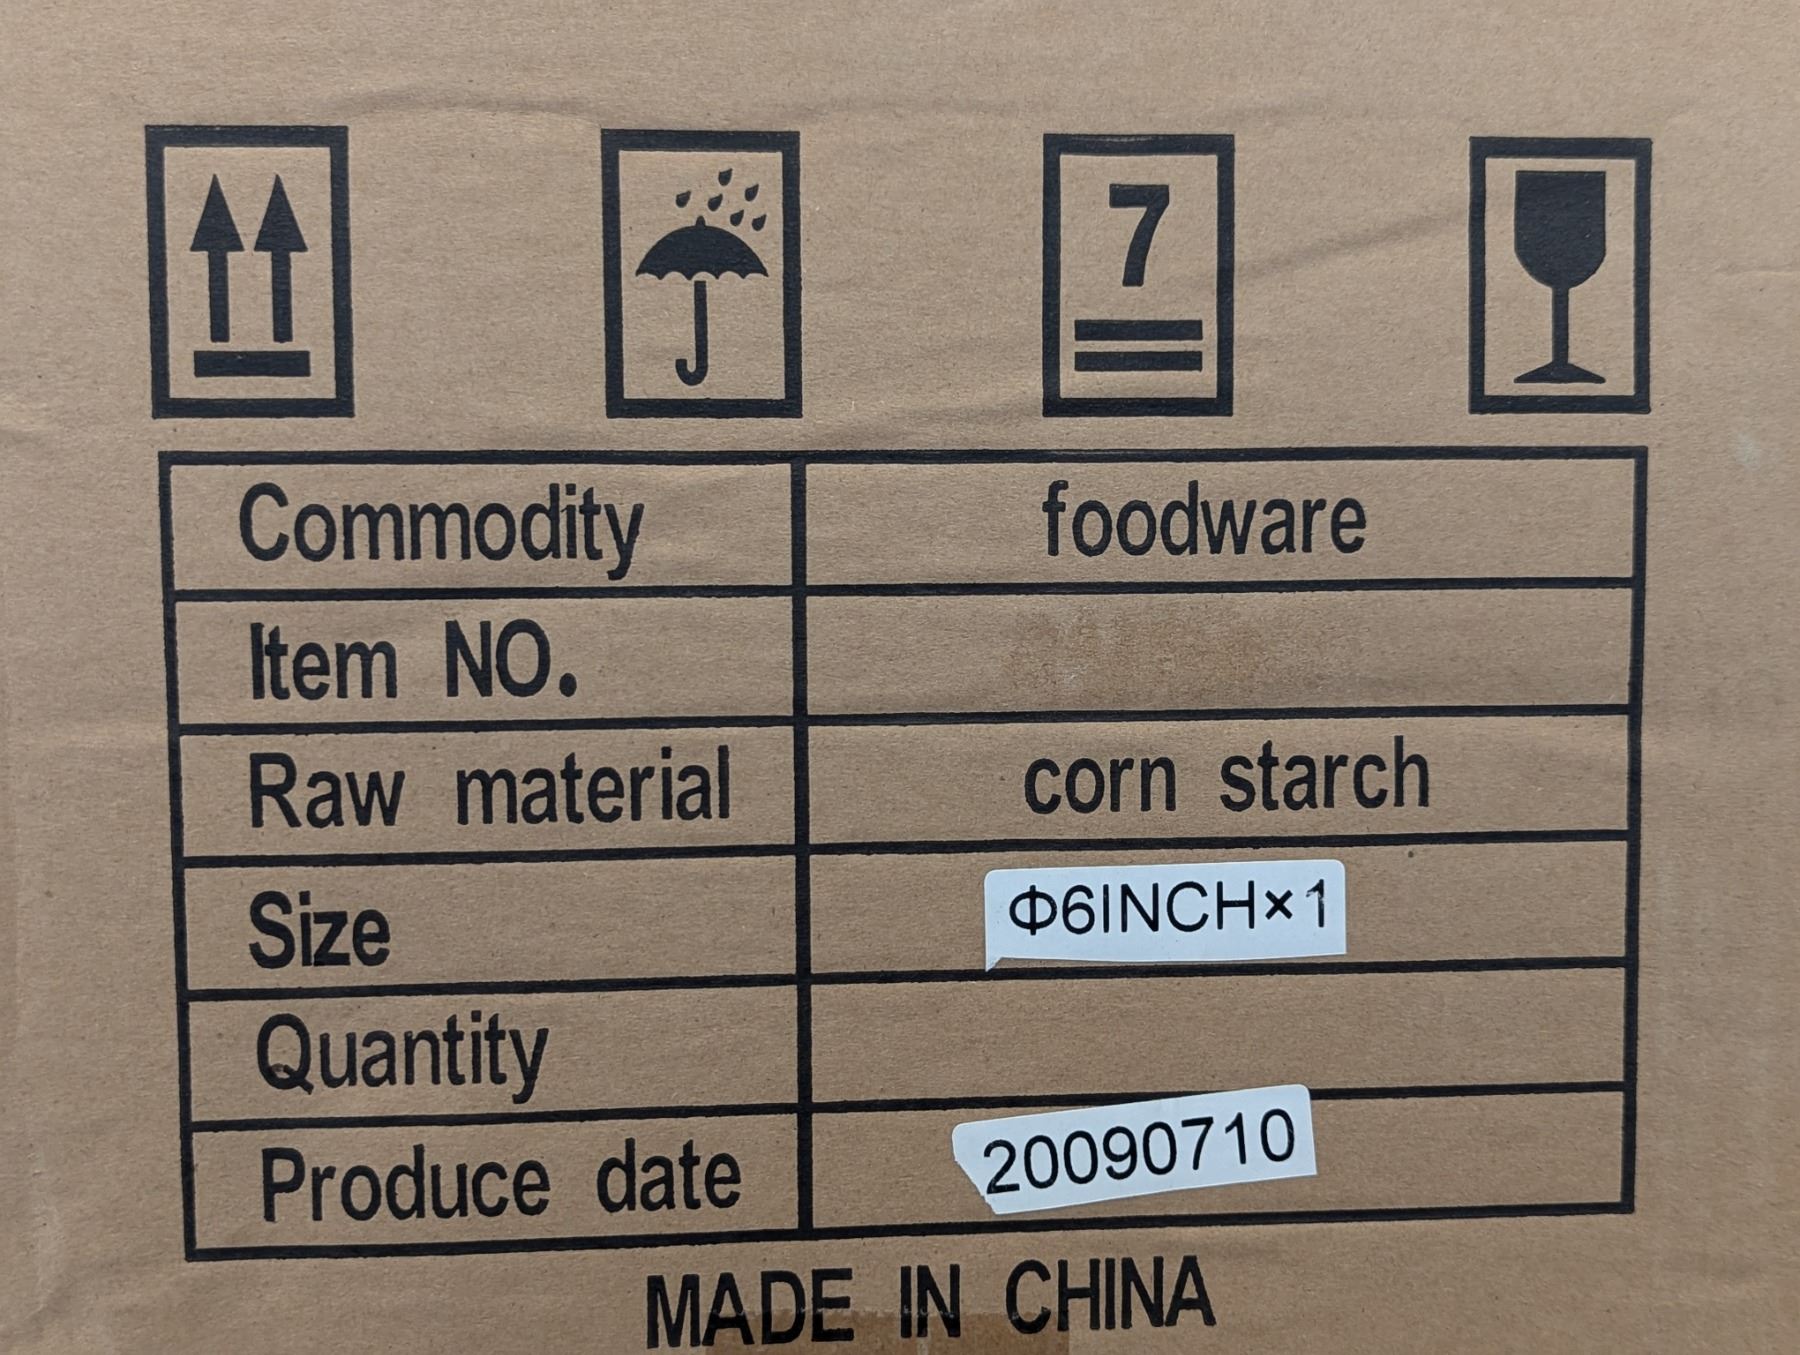 7
Commodity foodware
Item NO.
Raw material corn starch
Size Φ6INCH×1
Quantity
Produce date 20090710
MADE IN CHINA